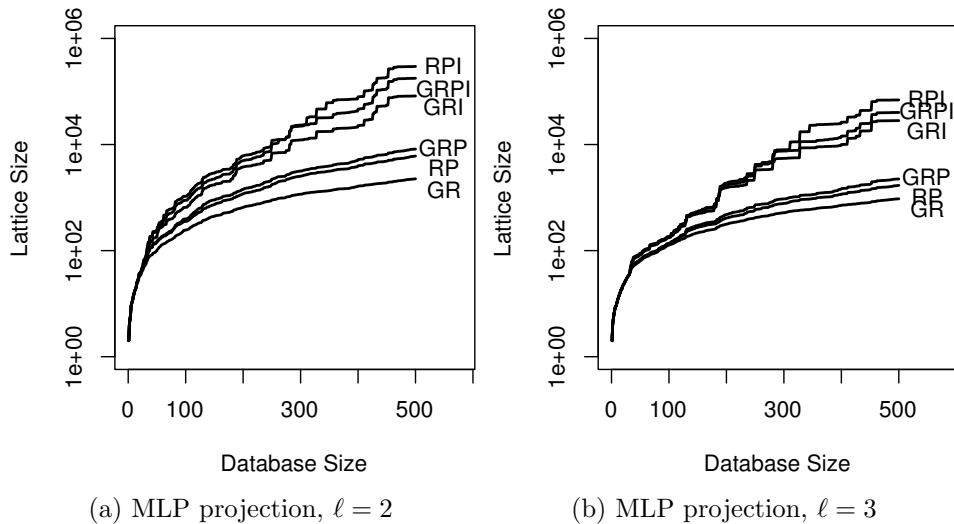 1e+06
1e+04
1e+02
1e+00
Lattice Size
RPI
GRPI
GRI
GRP
RP
GR
0 100 300 500
Database Size
(a) MLP projection, ℓ = 2
1e+06
1e+04
1e+02
1e+00
Lattice Size
RPI
GRPI
GRI
GRP
RP
GR
0 100 300 500
Database Size
(b) MLP projection, ℓ = 3